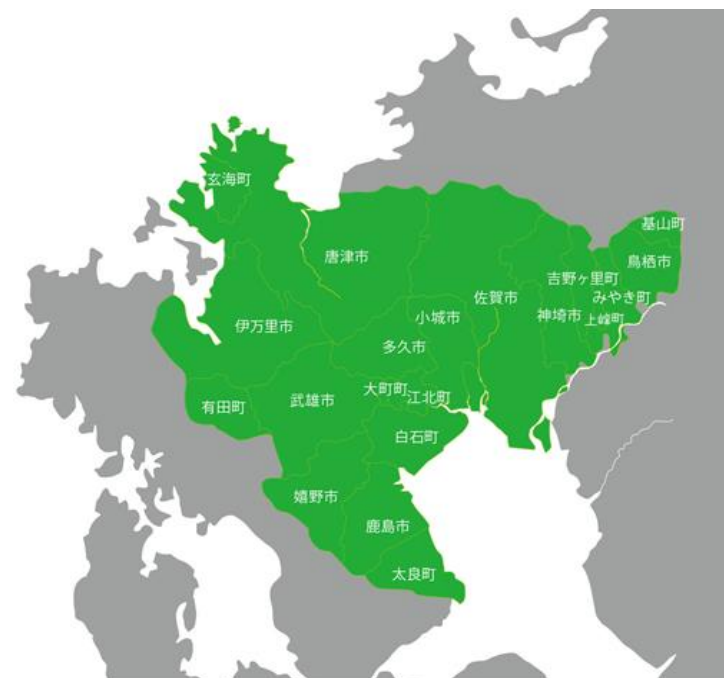 玄海町
基山町
唐津市
鳥栖市
吉野ヶ里町
みやき町
佐賀市
小城市
神埼市
上峰町
伊万里市
多久市
大町町
江北町
武雄市
有田町
白石町
嬉野市
鹿島市
太良町